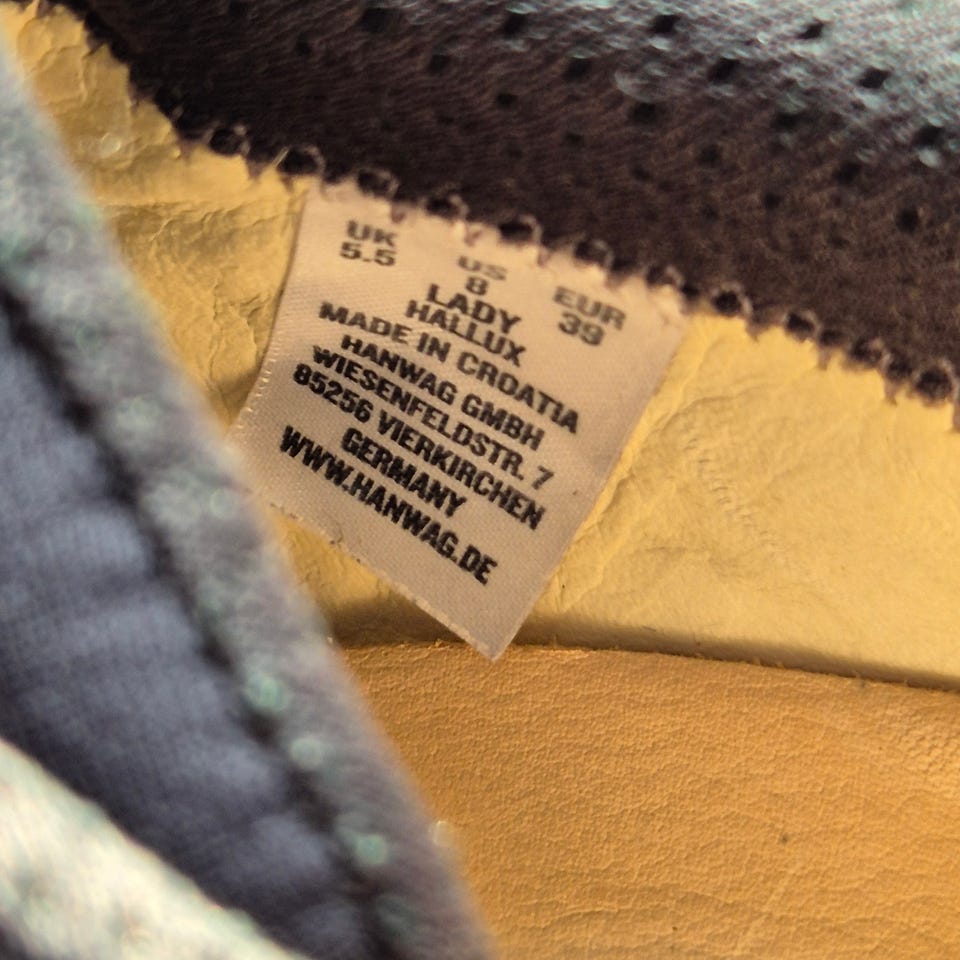 UK US EUR
5.5 8 39
LADY
HALLUX
MADE IN CROATIA
HANWAG GMBH
WIESENFELDSTR. 7
85256 VIERKIRCHEN
GERMANY
WWW.HANWAG.DE